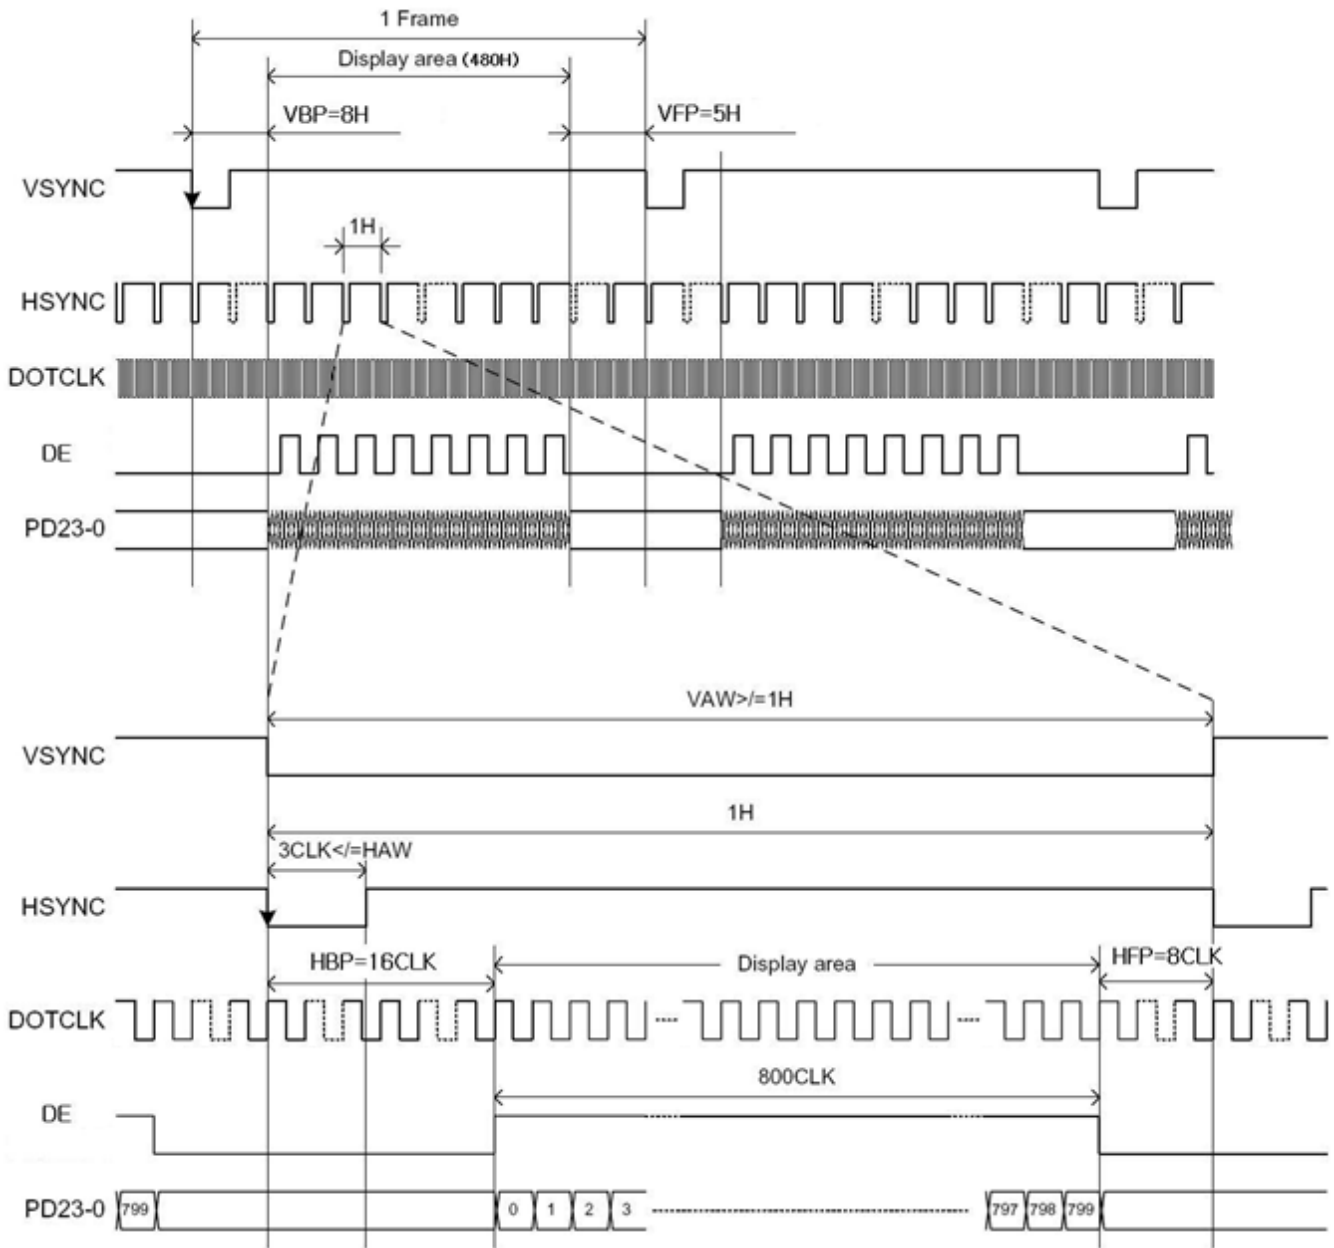 1 Frame
Display area (480H)
VBP=8H
VFP=5H
VSYNC
1H
HSYNC
DOTCLK
DE
PD23-0
VAW>/=1H
VSYNC
1H
3CLK</=HAW
HSYNC
HBP=16CLK
Display area
HFP=8CLK
DOTCLK
800CLK
DE
PD23-0 799 0 1 2 3 797 798 799